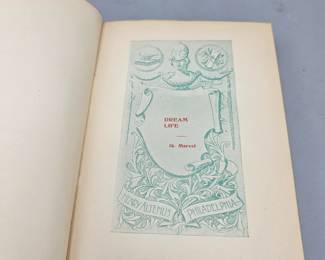 DREAM
LIFE
Ik Marvel
HENRY ALTEMUS
PHILADELPHIA